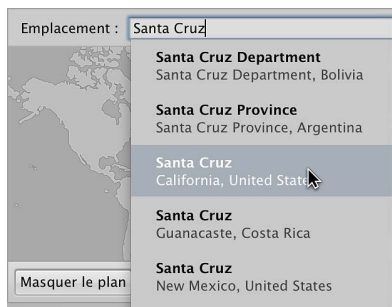 Emplacement : Santa Cruz
Santa Cruz Department
Santa Cruz Department, Bolivia
Santa Cruz Province
Santa Cruz Province, Argentina
Santa Cruz
California, United States
Santa Cruz
Guanacaste, Costa Rica
Santa Cruz
New Mexico, United States
Masquer le plan